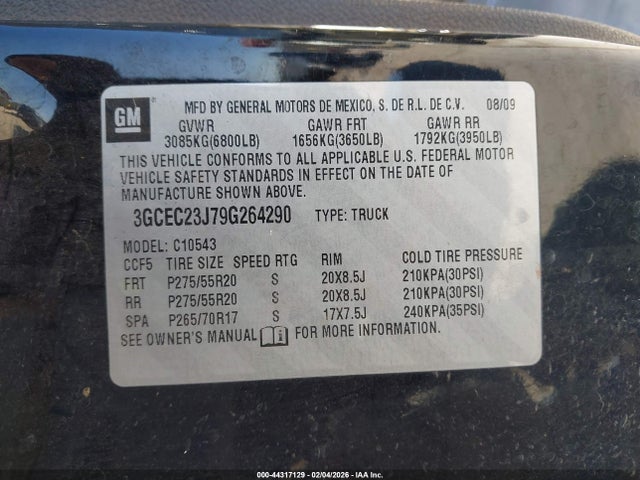 GM
MFD BY GENERAL MOTORS DE MEXICO, S. DE R.L. DE C.V. 08/09
GVWR GAWR FRT GAWR RR
3085KG(6800LB) 1656KG(3650LB) 1792KG(3950LB)
THIS VEHICLE CONFORMS TO ALL APPLICABLE U.S. FEDERAL MOTOR
VEHICLE SAFETY STANDARDS IN EFFECT ON THE DATE OF
MANUFACTURE SHOWN ABOVE.
3GCEC23J79G264290 TYPE: TRUCK
MODEL: C10543
CCF5 TIRE SIZE SPEED RTG RIM COLD TIRE PRESSURE
FRT P275/55R20 S 20X8.5J 210KPA(30PSI)
RR P275/55R20 S 20X8.5J 210KPA(30PSI)
SPA P265/70R17 S 17X7.5J 240KPA(35PSI)
SEE OWNER'S MANUAL FOR MORE INFORMATION.
000-44317129 - 02/04/2026 - IAA Inc.